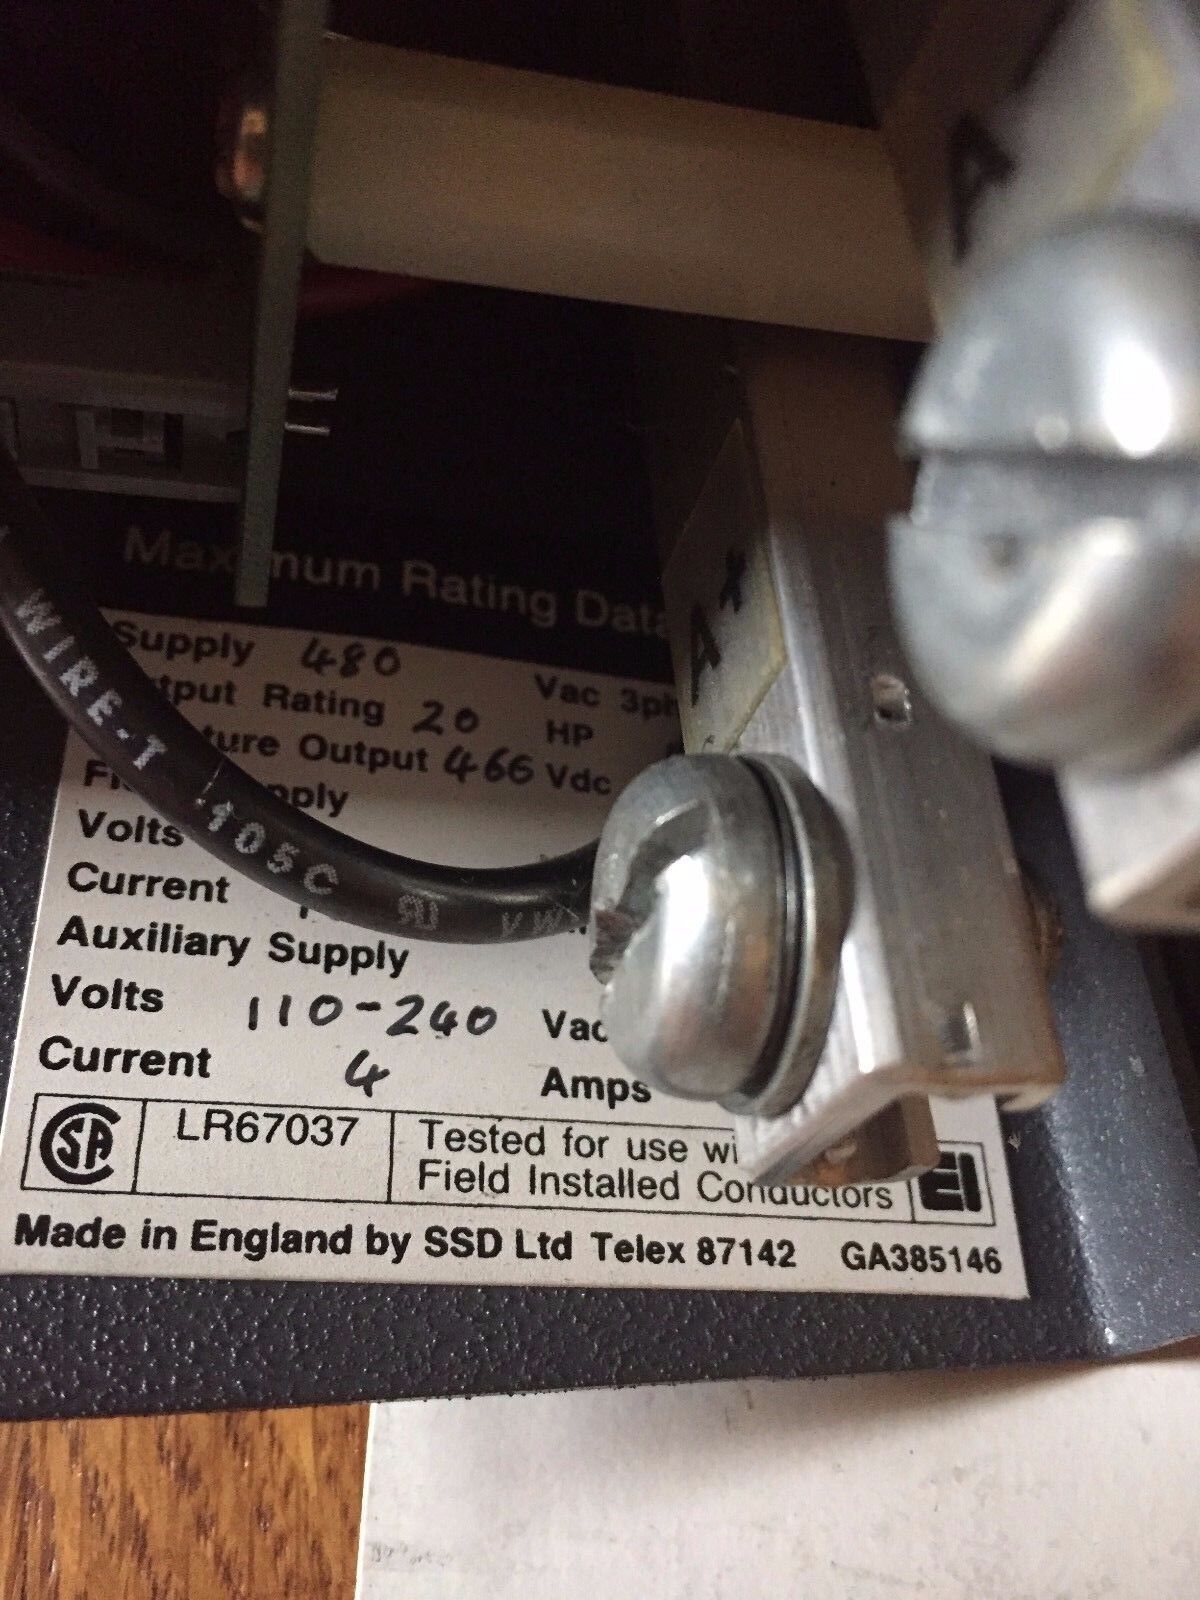 A
Maximum Rating Data
A+
Supply 480 Vac 3ph
Rating 20 HP
Output 466 Vdc
Volts
Current
Auxiliary Supply
Volts 110-240 Vac
Current 4 Amps
CSA LR67037 Tested for use
Field Installed Conductors
Made in England by SSD Ltd Telex 87142 GA385146
WIRE-T 105C